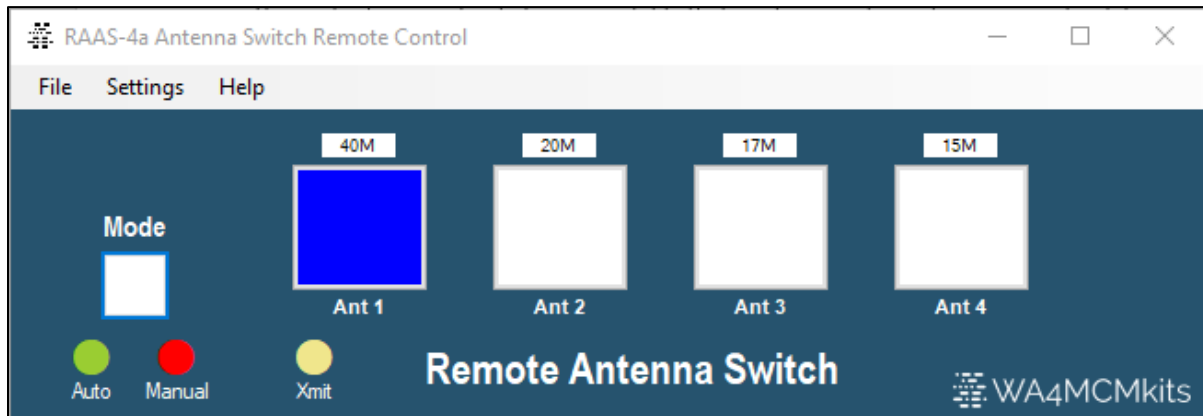 RAAS-4a Antenna Switch Remote Control
File Settings Help
40M 20M 17M 15M
Mode
Ant 1 Ant 2 Ant 3 Ant 4
Auto Manual Xmit
Remote Antenna Switch
WA4MCMkits